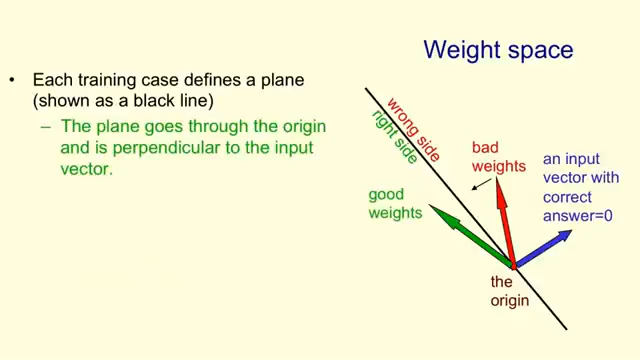 Weight space
• Each training case defines a plane
(shown as a black line)
– The plane goes through the origin
and is perpendicular to the input
vector.
wrong side
right side
bad
weights
an input
vector with
correct
answer=0
good
weights
the
origin